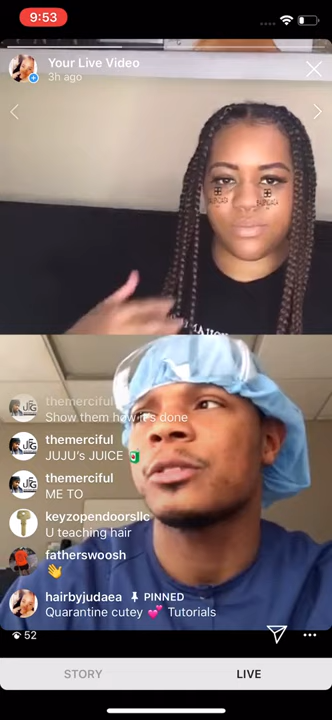 9:53
Your Live Video
3h ago
themerciful
Show them how it's done
themerciful
JUJU's JUICE
themerciful
ME TO
keyzopendoorsllc
U teaching hair
fatherswoosh
hairbyjudaea PINNED
Quarantine cutey 💕 Tutorials
52
STORY
LIVE